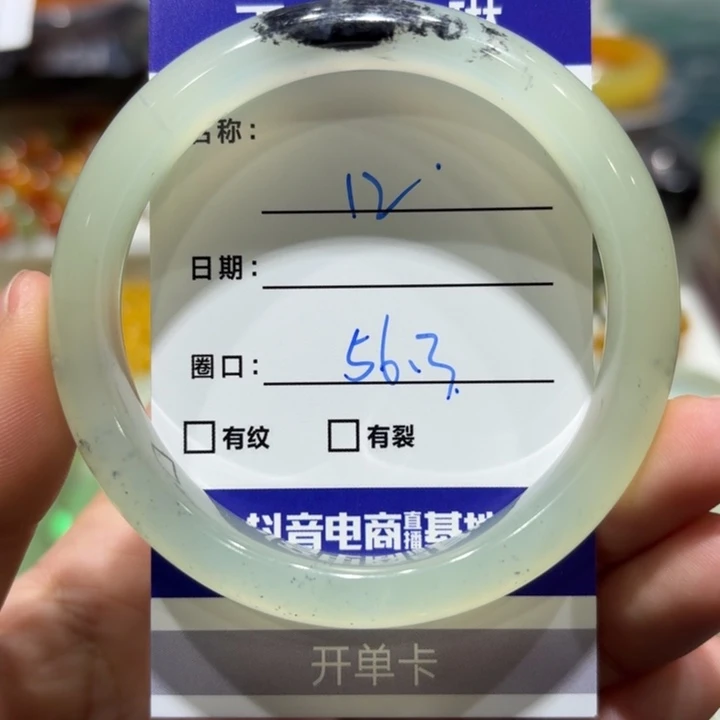 名称: 12
日期:
圈口: 56.3
□有纹 □有裂
抖音电商直播基地
开单卡